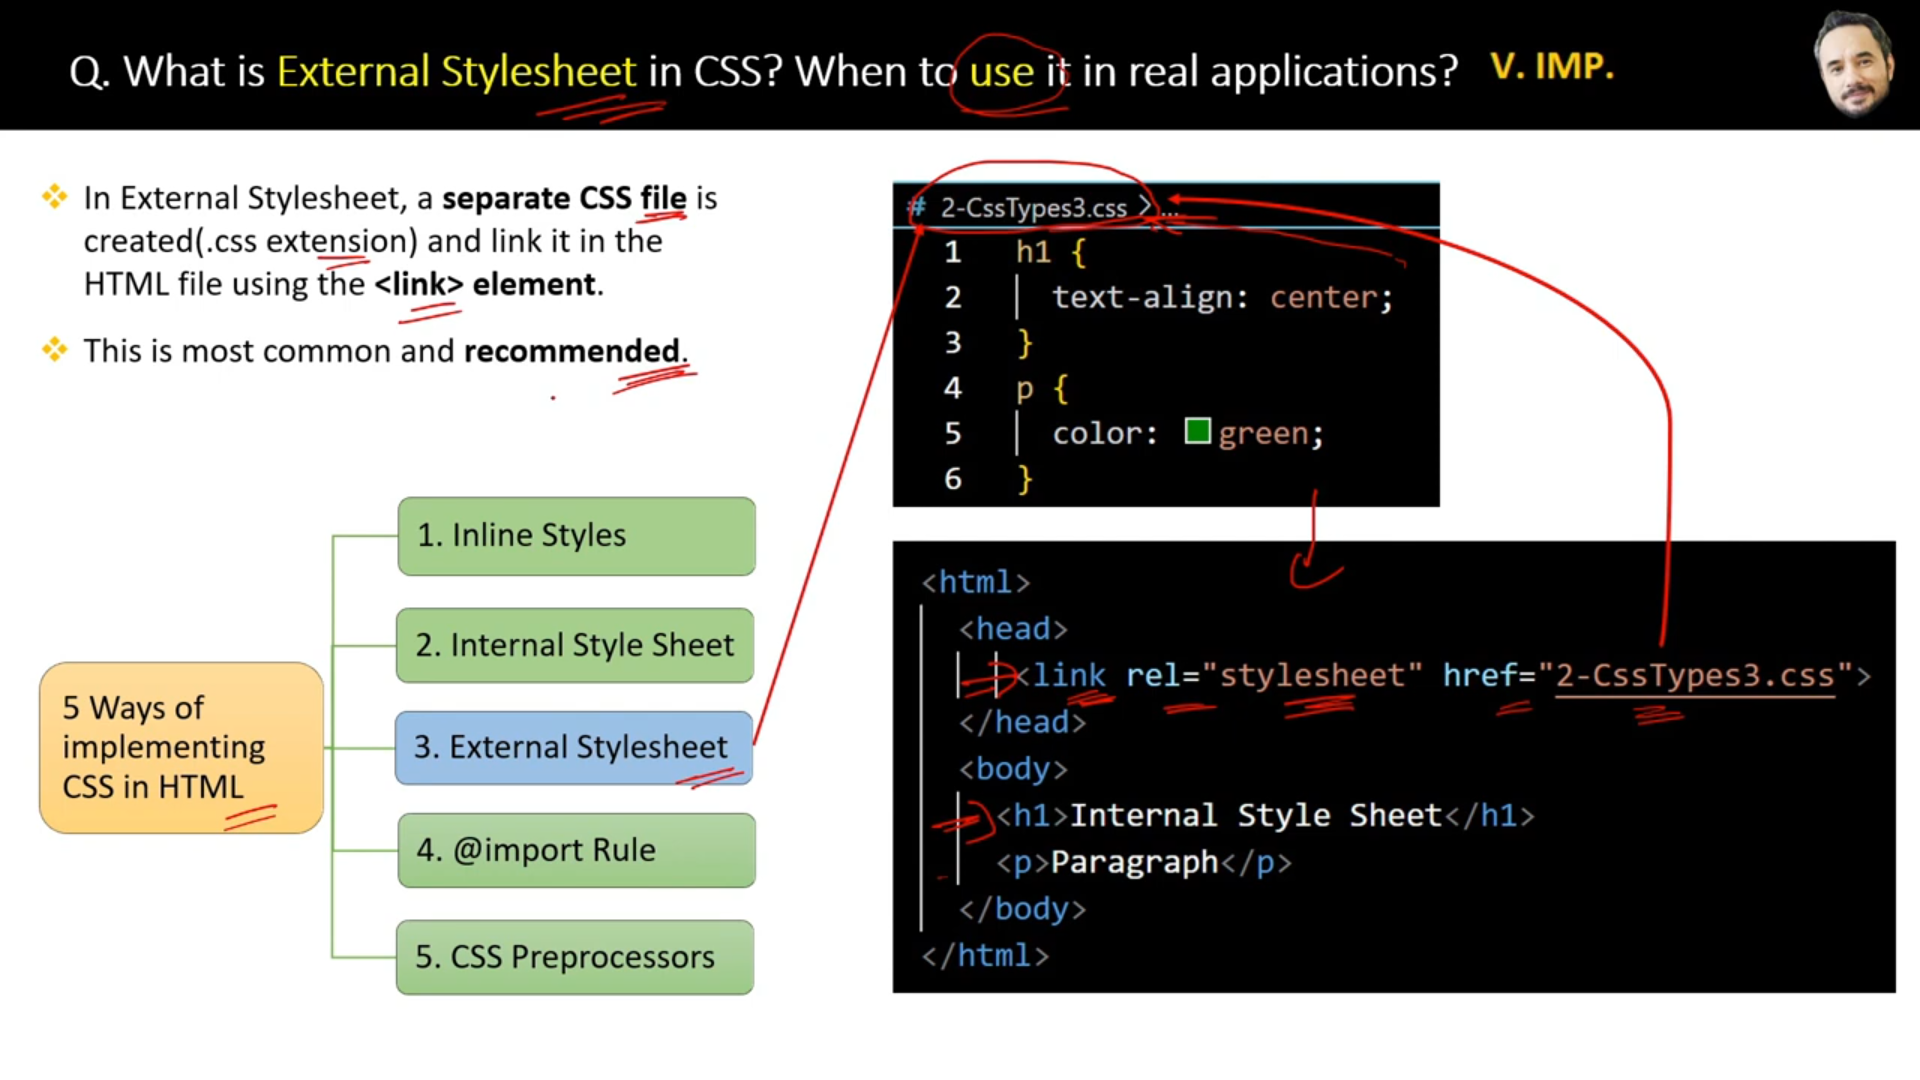 Q. What is External Stylesheet in CSS? When to use it in real applications? V. IMP.
In External Stylesheet, a separate CSS file is
created(.css extension) and link it in the
HTML file using the <link> element.
This is most common and recommended.
5 Ways of
implementing
CSS in HTML
1. Inline Styles
2. Internal Style Sheet
3. External Stylesheet
4. @import Rule
5. CSS Preprocessors
# 2-CssTypes3.css > ...
1 h1 {
2 text-align: center;
3 }
4 p {
5 color: green;
6 }
<html>
<head>
<link rel="stylesheet" href="2-CssTypes3.css">
</head>
<body>
<h1>Internal Style Sheet</h1>
<p>Paragraph</p>
</body>
</html>